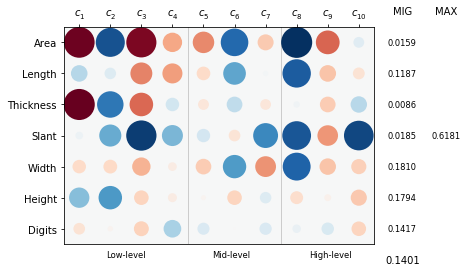 c1 c2 c3 c4 c5 c6 c7 c8 c9 c10 MIG MAX
Area 0.0159
Length 0.1187
Thickness 0.0086
Slant 0.0185 0.6181
Width 0.1810
Height 0.1794
Digits 0.1417
Low-level Mid-level High-level 0.1401